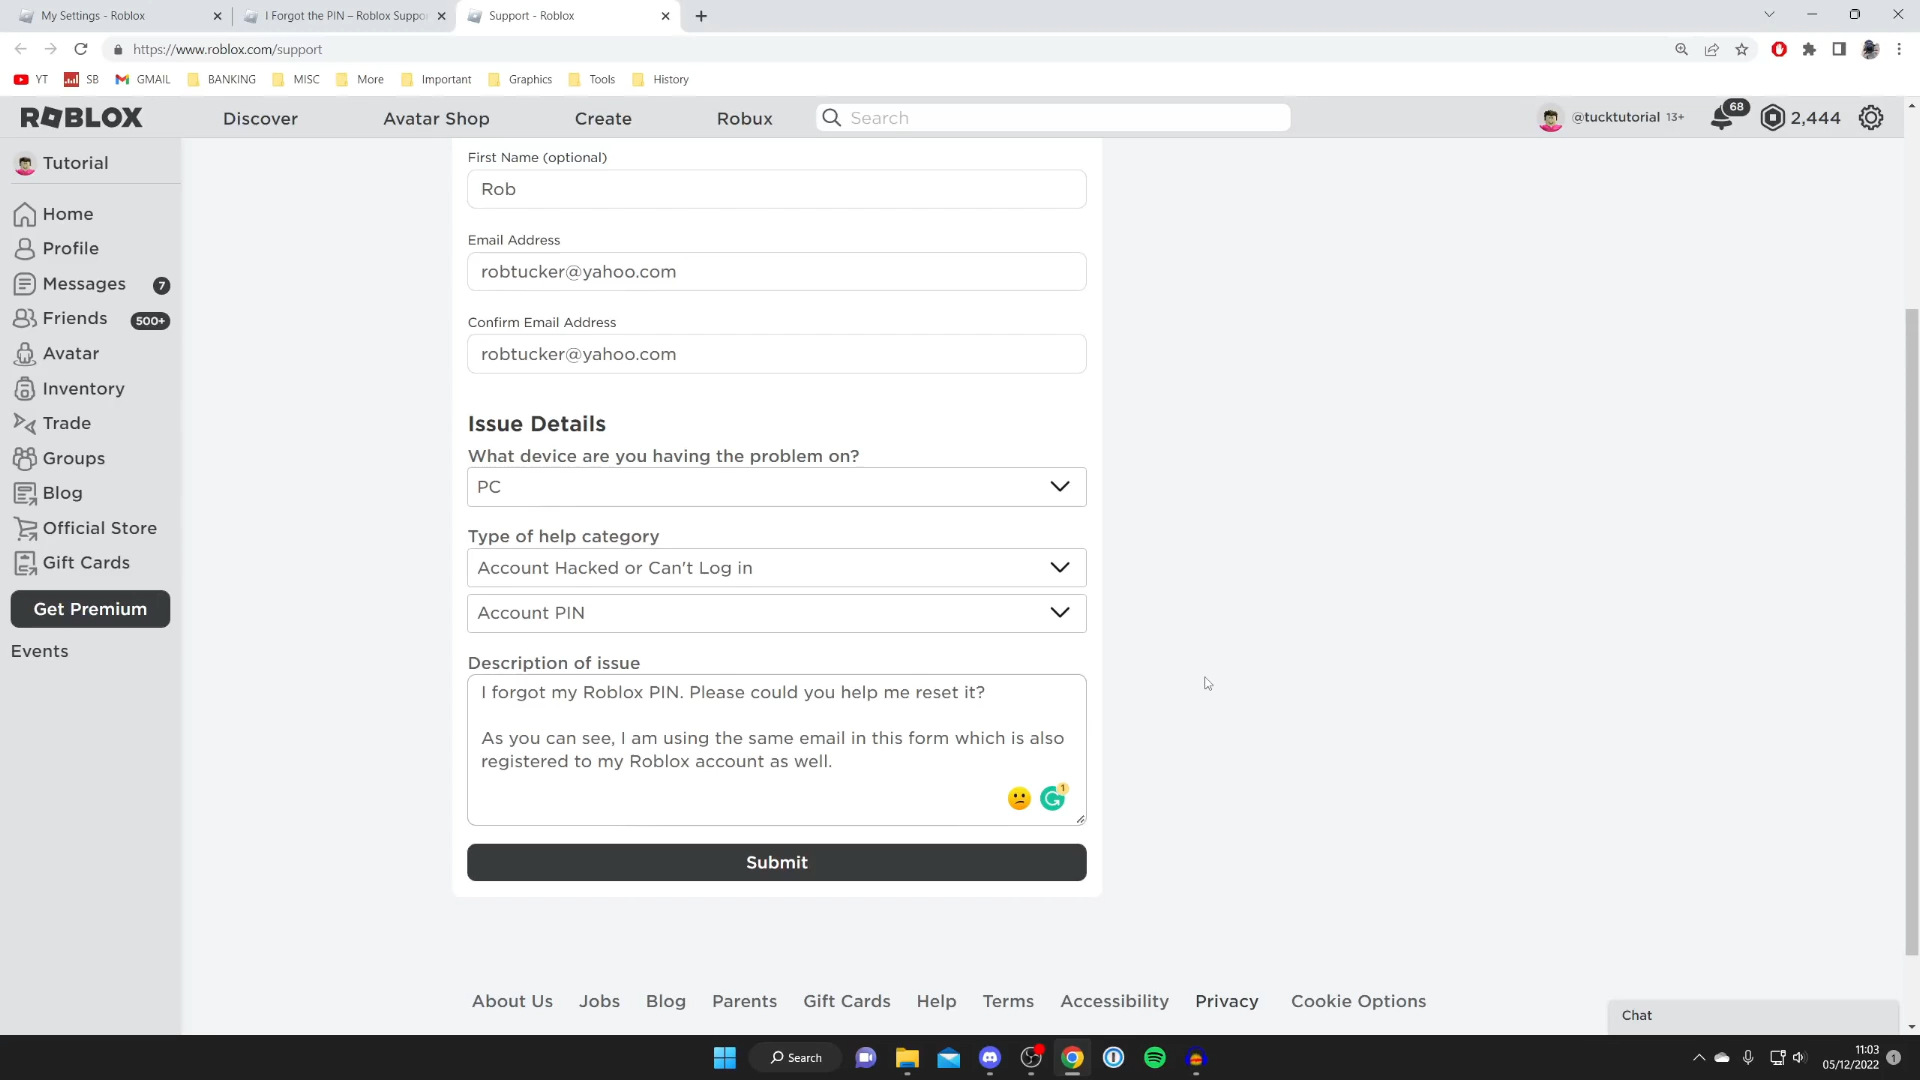 My Settings - Roblox
I Forgot the PIN – Roblox Suppo
Support - Roblox
https://www.roblox.com/support
YT
SB
GMAIL
BANKING
MISC
More
Important
Graphics
Tools
History
ROBLOX
Discover
Avatar Shop
Create
Robux
Search
@tucktutorial 13+
68
2,444
Tutorial
Home
Profile
Messages 7
Friends 500+
Avatar
Inventory
Trade
Groups
Blog
Official Store
Gift Cards
Get Premium
Events
First Name (optional)
Rob
Email Address
robtucker@yahoo.com
Confirm Email Address
robtucker@yahoo.com
Issue Details
What device are you having the problem on?
PC
Type of help category
Account Hacked or Can't Log in
Account PIN
Description of issue
I forgot my Roblox PIN. Please could you help me reset it?
As you can see, I am using the same email in this form which is also
registered to my Roblox account as well.
1
Submit
About Us
Jobs
Blog
Parents
Gift Cards
Help
Terms
Accessibility
Privacy
Cookie Options
Chat
Search
11:03
05/12/2022
1